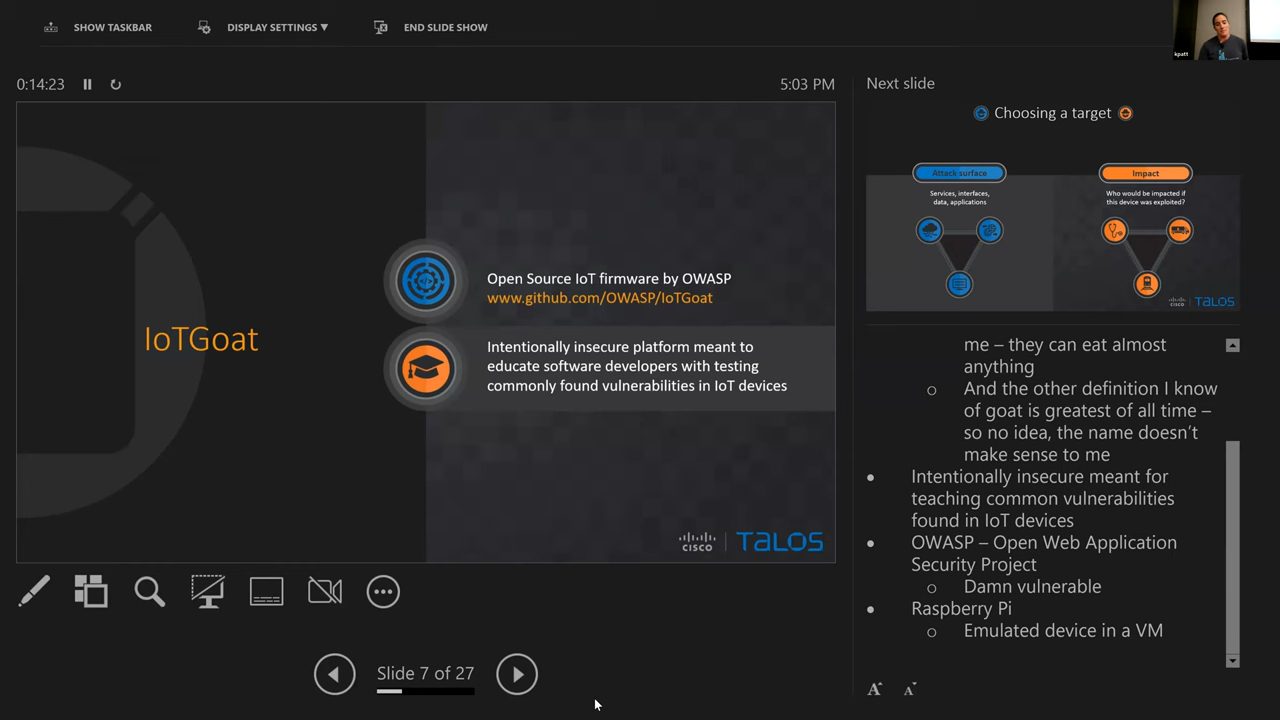 SHOW TASKBAR
DISPLAY SETTINGS ▼
END SLIDE SHOW
kpatt
0:14:23
5:03 PM
IoTGoat
Open Source IoT firmware by OWASP
www.github.com/OWASP/IoTGoat
Intentionally insecure platform meant to
educate software developers with testing
commonly found vulnerabilities in IoT devices
CISCO
TALOS
Slide 7 of 27
Next slide
Choosing a target
Attack surface
Services, interfaces,
data, applications
Impact
Who would be impacted if
this device was exploited?
CISCO
TALOS
me – they can eat almost
anything
○ And the other definition I know
of goat is greatest of all time –
so no idea, the name doesn't
make sense to me
● Intentionally insecure meant for
teaching common vulnerabilities
found in IoT devices
● OWASP – Open Web Application
Security Project
○ Damn vulnerable
● Raspberry Pi
○ Emulated device in a VM
A A